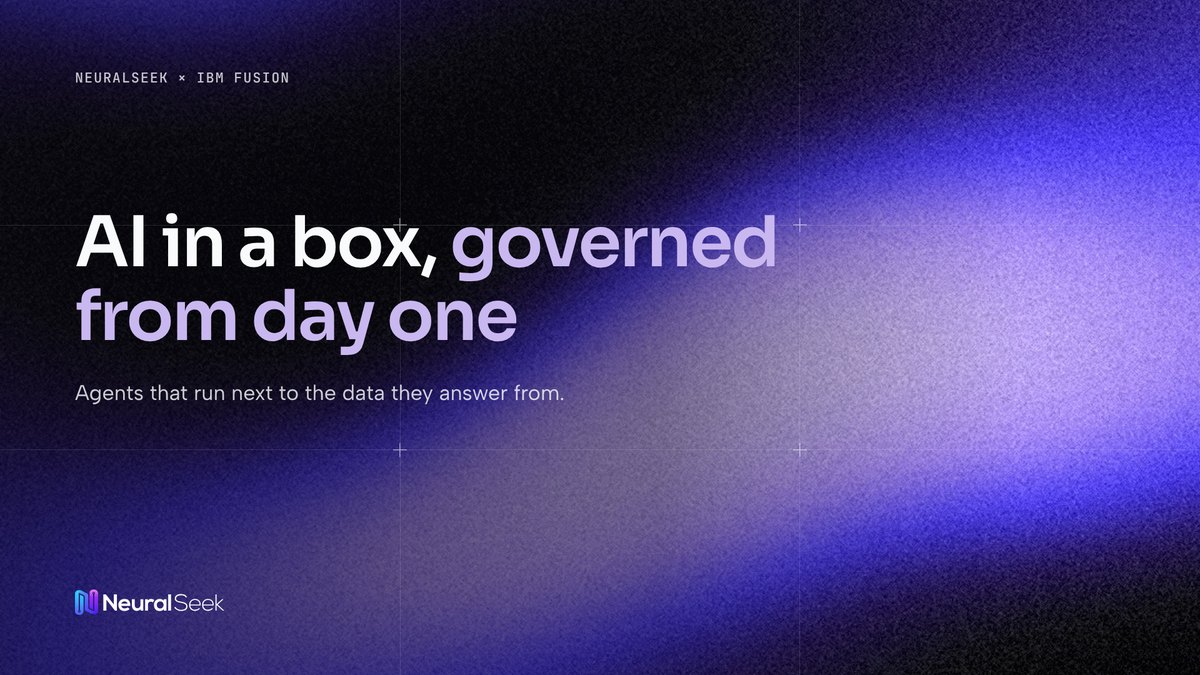 NEURALSEEK × IBM FUSION
AI in a box, governed
from day one
Agents that run next to the data they answer from.
NeuralSeek